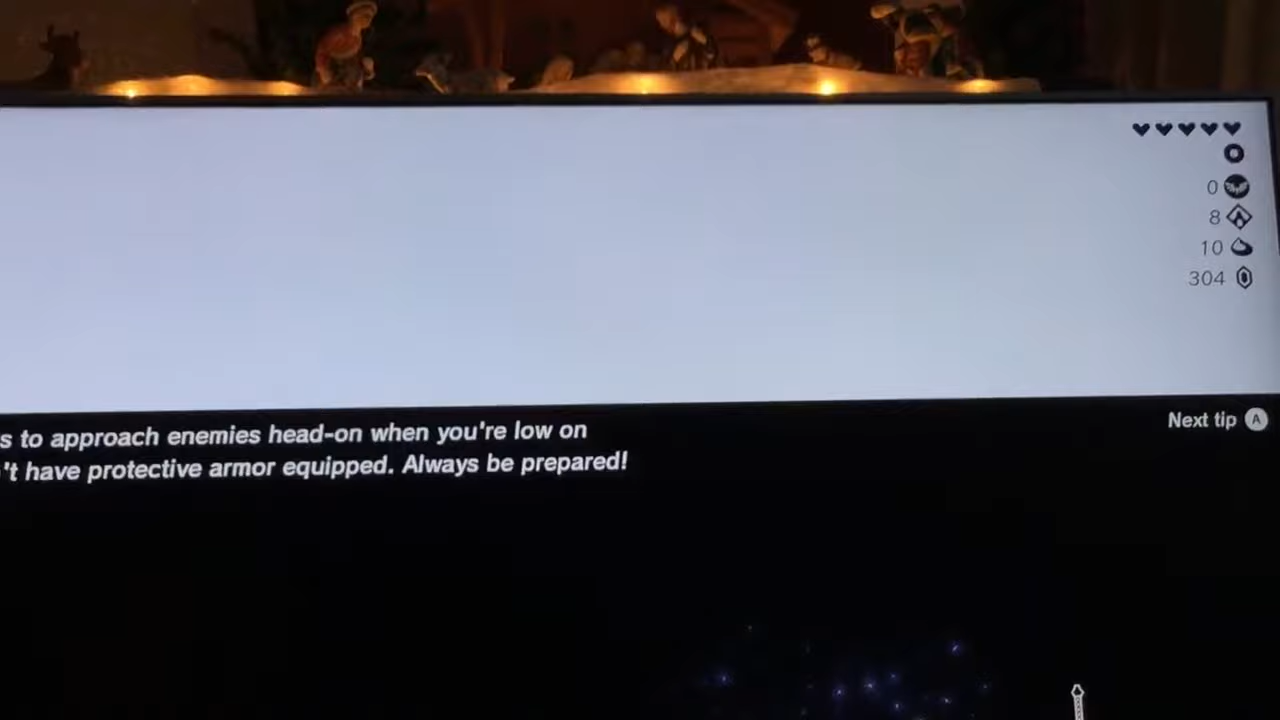 0
8
10
304
s to approach enemies head-on when you're low on
't have protective armor equipped. Always be prepared!
Next tip A